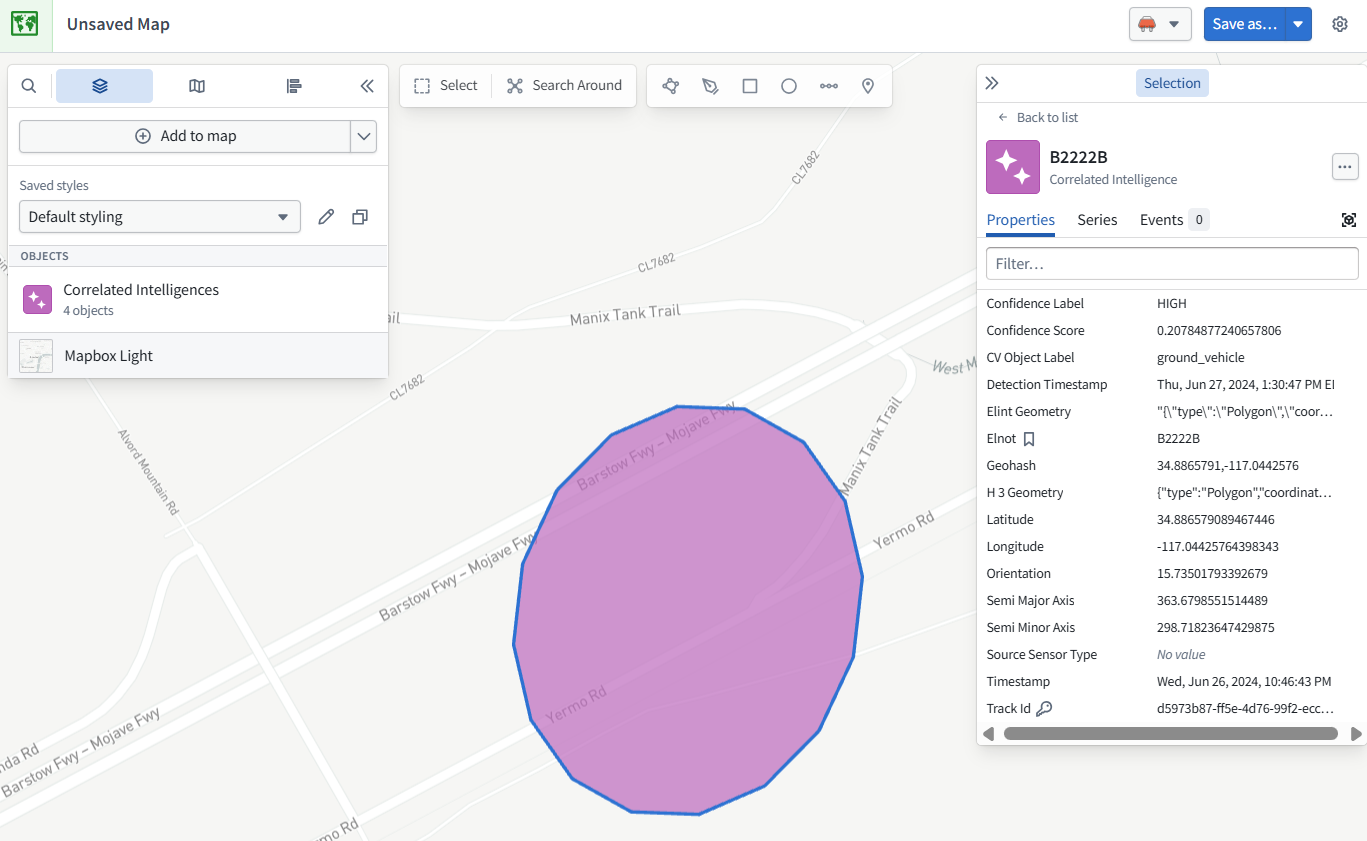 Unsaved Map
Save as…
Select
Search Around
Add to map
Saved styles
Default styling
OBJECTS
Correlated Intelligences
4 objects
Mapbox Light
CL7682
CL7682
Manix Tank Trail
CL7682
Alvord Mountain Rd
Barstow Fwy – Mojave Fwy
Manix Tank Trail
Yermo Rd
Barstow Fwy – Mojave Fwy
Yermo Rd
Barstow Fwy – Mojave Fwy
Selection
Back to list
B2222B
Correlated Intelligence
Properties Series Events 0
Filter…
Confidence Label HIGH
Confidence Score 0.20784877240657806
CV Object Label ground_vehicle
Detection Timestamp Thu, Jun 27, 2024, 1:30:47 PM
Elint Geometry "{\"type\":\"Polygon\",\"coor…
Elnot B2222B
Geohash 34.8865791,-117.0442576
H 3 Geometry {"type":"Polygon","coordinat…
Latitude 34.886579089467446
Longitude -117.04425764398343
Orientation 15.73501793392679
Semi Major Axis 363.6798551514489
Semi Minor Axis 298.71823647429875
Source Sensor Type No value
Timestamp Wed, Jun 26, 2024, 10:46:43 PM
Track Id d5973b87-ff5e-4d76-99f2-ecc…